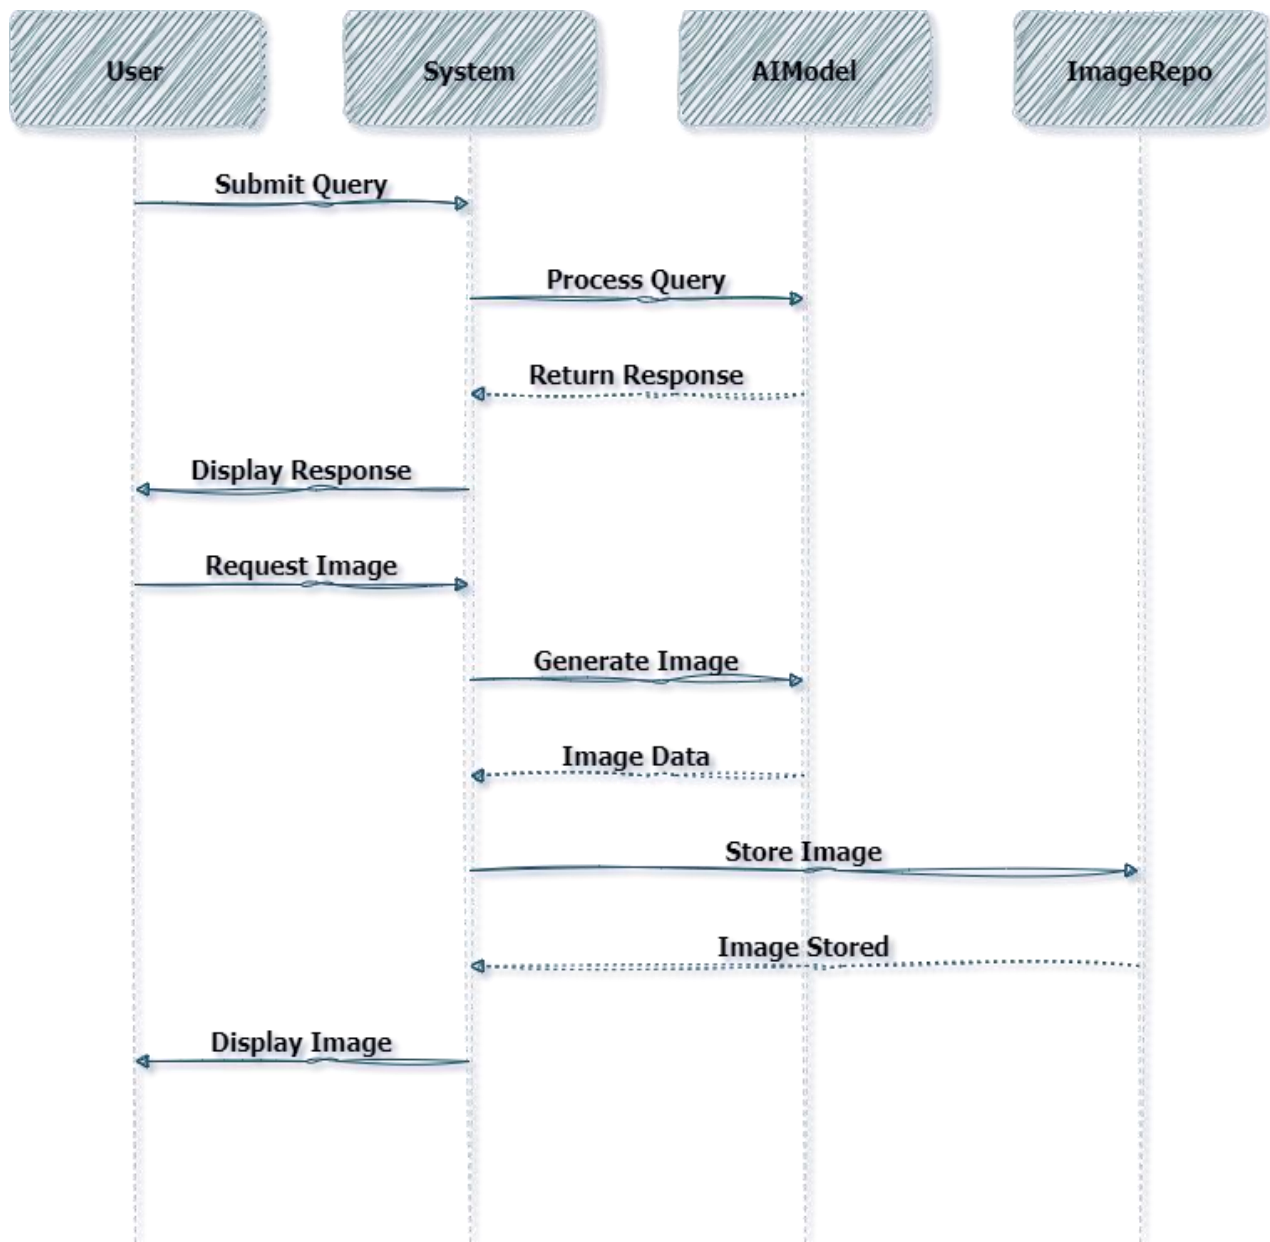 User
System
AIModel
ImageRepo
Submit Query
Process Query
Return Response
Display Response
Request Image
Generate Image
Image Data
Store Image
Image Stored
Display Image